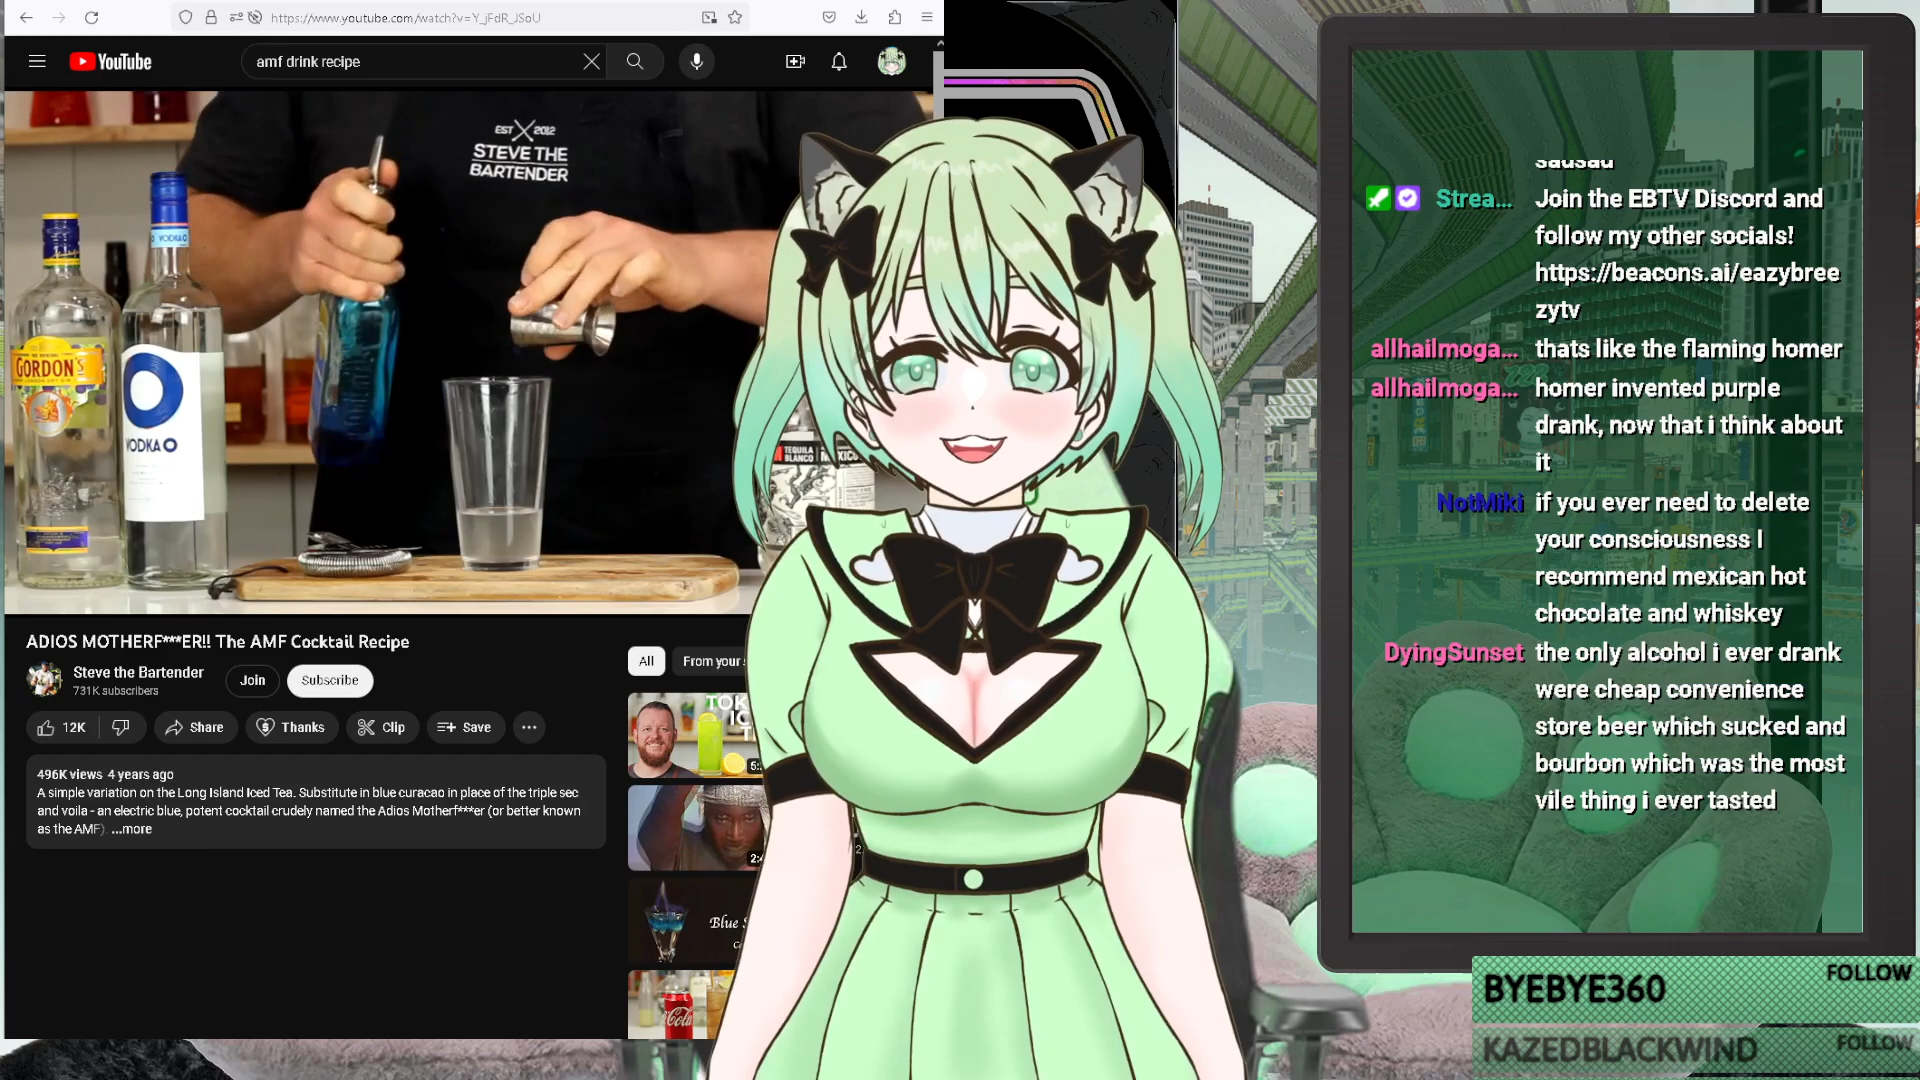 https://www.youtube.com/watch?v=Y_jFdR_JSoU
YouTube
amf drink recipe
EST 2012
STEVE THE
BARTENDER
GORDON'S
VODKA
VODKA O
TEQUILA
BLANCO
ADIOS MOTHERF***ER!! The AMF Cocktail Recipe
Steve the Bartender
731K subscribers
Join
Subscribe
12K
Share
Thanks
Clip
Save
496K views 4 years ago
A simple variation on the Long Island Iced Tea. Substitute in blue curacao in place of the triple sec
and voila - an electric blue, potent cocktail crudely named the Adios Motherf***er (or better known
as the AMF). ...more
All
From your
Blue
sadsad
Strea... Join the EBTV Discord and
follow my other socials!
https://beacons.ai/eazybree
zytv
allhailmoga... thats like the flaming homer
allhailmoga... homer invented purple
drank, now that i think about
it
NotMiki if you ever need to delete
your consciousness I
recommend mexican hot
chocolate and whiskey
DyingSunset the only alcohol i ever drank
were cheap convenience
store beer which sucked and
bourbon which was the most
vile thing i ever tasted
BYEBYE360 FOLLOW
KAZEDBLACKWIND FOLLOW